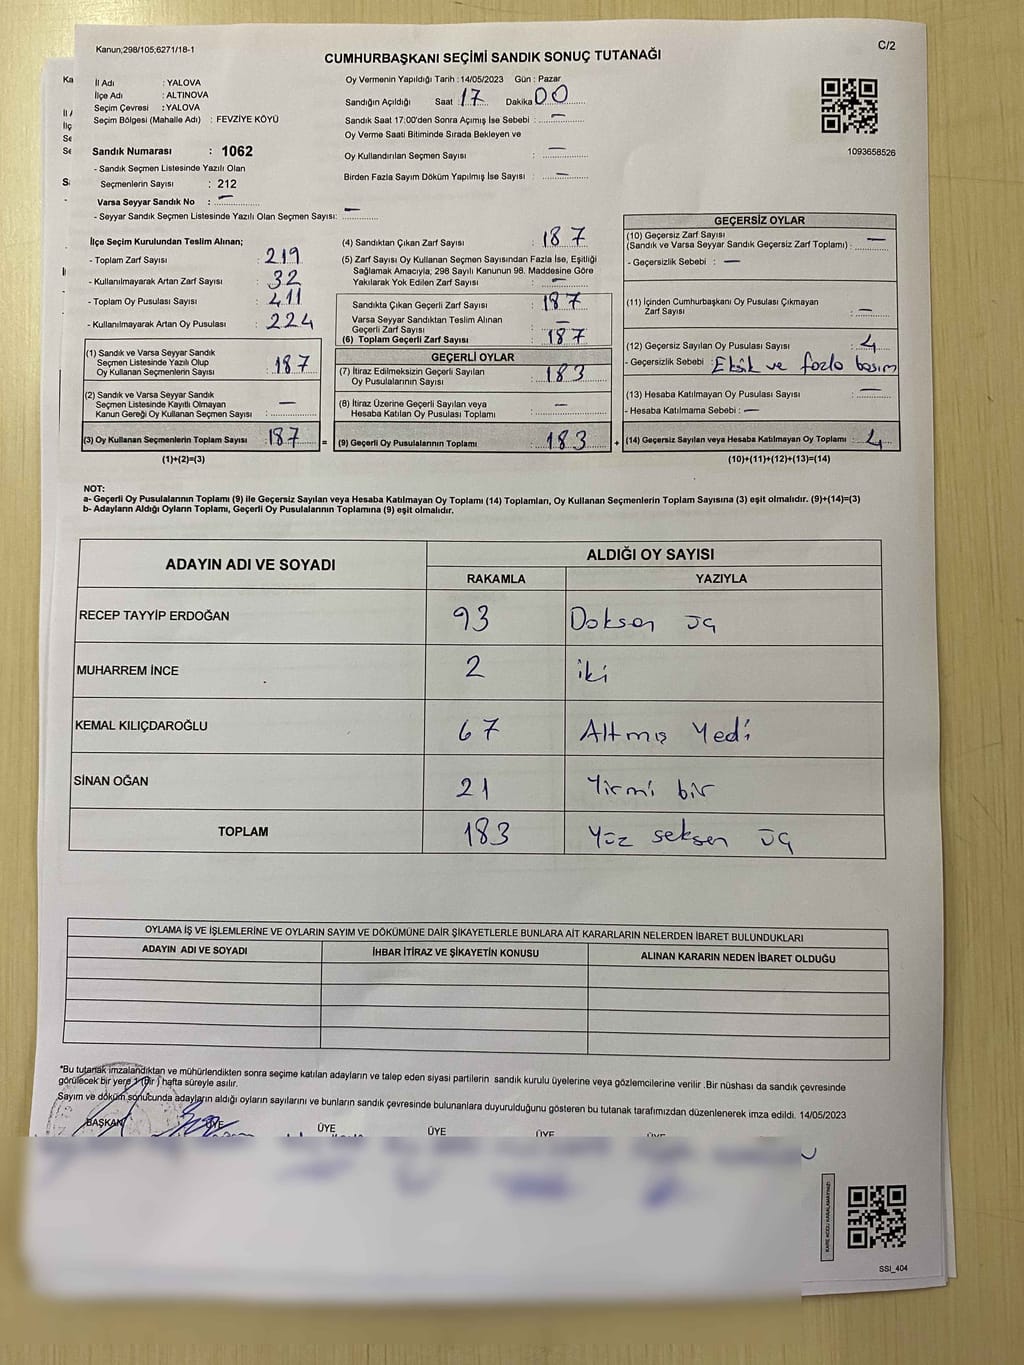 Kanun;298/105;6271/18-1
C/2
CUMHURBAŞKANI SEÇİMİ SANDIK SONUÇ TUTANAĞI
İl Adı : YALOVA
İlçe Adı : ALTINOVA
Seçim Çevresi : YALOVA
Seçim Bölgesi (Mahalle Adı) : FEVZİYE KÖYÜ
Sandık Numarası : 1062
- Sandık Seçmen Listesinde Yazılı Olan
Seçmenlerin Sayısı : 212
Varsa Seyyar Sandık No : —
- Seyyar Sandık Seçmen Listesinde Yazılı Olan Seçmen Sayısı: —
Oy Vermenin Yapıldığı Tarih : 14/05/2023 Gün : Pazar
Sandığın Açıldığı Saat 17 Dakika 00
Sandık Saat 17:00'den Sonra Açımış İse Sebebi : —
Oy Verme Saati Bitiminde Sırada Bekleyen ve
Oy Kullandırılan Seçmen Sayısı : —
Birden Fazla Sayım Döküm Yapılmış İse Sayısı : —
1093658526
İlçe Seçim Kurulundan Teslim Alınan;
- Toplam Zarf Sayısı : 219
- Kullanılmayarak Artan Zarf Sayısı : 32
- Toplam Oy Pusulası Sayısı : 411
- Kullanılmayarak Artan Oy Pusulası : 224
(1) Sandık ve Varsa Seyyar Sandık
Seçmen Listesinde Yazılı Olup
Oy Kullanan Seçmenlerin Sayısı : 187
(2) Sandık ve Varsa Seyyar Sandık
Seçmen Listesinde Kayıtlı Olmayan
Kanun Gereği Oy Kullanan Seçmen Sayısı : —
(3) Oy Kullanan Seçmenlerin Toplam Sayısı : 187 =
(1)+(2)=(3)
(4) Sandıktan Çıkan Zarf Sayısı : 187
(5) Zarf Sayısı Oy Kullanan Seçmen Sayısından Fazla İse, Eşitliği
Sağlamak Amacıyla, 298 Sayılı Kanunun 98. Maddesine Göre
Yakılarak Yok Edilen Zarf Sayısı : —
Sandıkta Çıkan Geçerli Zarf Sayısı : 187
Varsa Seyyar Sandıktan Teslim Alınan
Geçerli Zarf Sayısı : —
(6) Toplam Geçerli Zarf Sayısı : 187
GEÇERLİ OYLAR
(7) İtiraz Edilmeksizin Geçerli Sayılan
Oy Pusulalarının Sayısı : 183
(8) İtiraz Üzerine Geçerli Sayılan veya
Hesaba Katılan Oy Pusulası Toplamı : —
(9) Geçerli Oy Pusulalarının Toplamı : 183 +
GEÇERSİZ OYLAR
(10) Geçersiz Zarf Sayısı
(Sandık ve Varsa Seyyar Sandık Geçersiz Zarf Toplamı) : —
- Geçersizlik Sebebi : —
(11) İçinden Cumhurbaşkanı Oy Pusulası Çıkmayan
Zarf Sayısı : —
(12) Geçersiz Sayılan Oy Pusulası Sayısı : 4
- Geçersizlik Sebebi : Eksik ve fazla basım
(13) Hesaba Katılmayan Oy Pusulası Sayısı : —
- Hesaba Katılmama Sebebi : —
(14) Geçersiz Sayılan veya Hesaba Katılmayan Oy Toplamı : 4
(10)+(11)+(12)+(13)=(14)
NOT:
a- Geçerli Oy Pusulalarının Toplamı (9) ile Geçersiz Sayılan veya Hesaba Katılmayan Oy Toplamı (14) Toplamları, Oy Kullanan Seçmenlerin Toplam Sayısına (3) eşit olmalıdır. (9)+(14)=(3)
b- Adayların Aldığı Oyların Toplamı, Geçerli Oy Pusulalarının Toplamına (9) eşit olmalıdır.
ADAYIN ADI VE SOYADI ALDIĞI OY SAYISI
RAKAMLA YAZIYLA
RECEP TAYYİP ERDOĞAN 93 Doksan üç
MUHARREM İNCE 2 iki
KEMAL KILIÇDAROĞLU 67 Altmış Yedi
SİNAN OĞAN 21 Yirmi bir
TOPLAM 183 Yüz seksen üç
OYLAMA İŞ VE İŞLEMLERİNE VE OYLARIN SAYIM VE DÖKÜMÜNE DAİR ŞİKAYETLERLE BUNLARA AİT KARARLARIN NELERDEN İBARET BULUNDUKLARI
ADAYIN ADI VE SOYADI İHBAR İTİRAZ VE ŞİKAYETİN KONUSU ALINAN KARARIN NEDEN İBARET OLDUĞU
*Bu tutanak imzalandıktan ve mühürlendikten sonra seçime katılan adayların ve talep eden siyasi partilerin sandık kurulu üyelerine veya gözlemcilerine verilir .Bir nüshası da sandık çevresinde
görülecek bir yere 1 (bir) hafta süreyle asılır.
Sayım ve döküm sonucunda adayların aldığı oyların sayılarını ve bunların sandık çevresinde bulunanlara duyurulduğunu gösteren bu tutanak tarafımızdan düzenlenerek imza edildi. 14/05/2023
BAŞKAN ÜYE ÜYE ÜYE ÜYE ÜYE
SSI_404